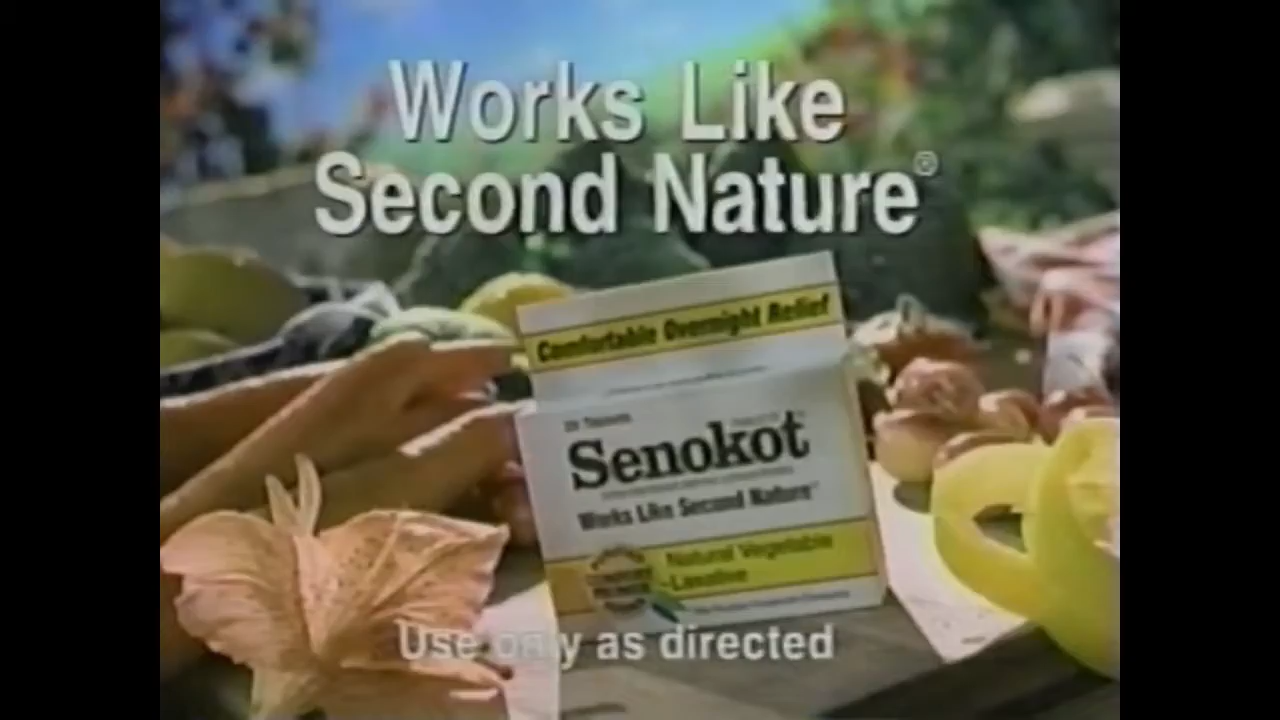 Works Like
Second Nature®
Comfortable Overnight Relief
Tablets
Senokot
Works Like Second Nature
Natural Vegetable
Laxative
Use only as directed